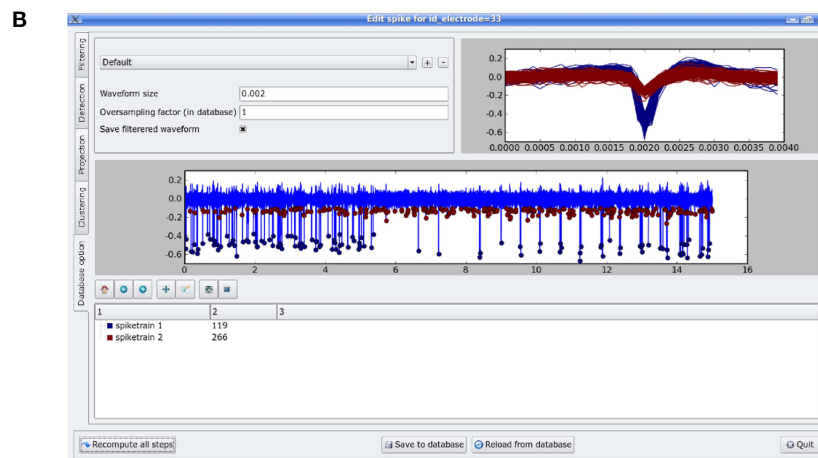 B
Edit spike for id_electrode=33
Filtering
Detection
Projection
Clustering
Database option
Default
+
-
Waveform size 0.002
Oversampling factor (in database) 1
Save filterered waveform
0.2
0.0
-0.2
-0.4
-0.6
0.0000 0.0005 0.0010 0.0015 0.0020 0.0025 0.0030 0.0035 0.0040
0.2
0.0
-0.2
-0.4
-0.6
0 2 4 6 8 10 12 14 16
1 2 3
spiketrain 1 119
spiketrain 2 266
Recompute all steps Save to database Reload from database Quit